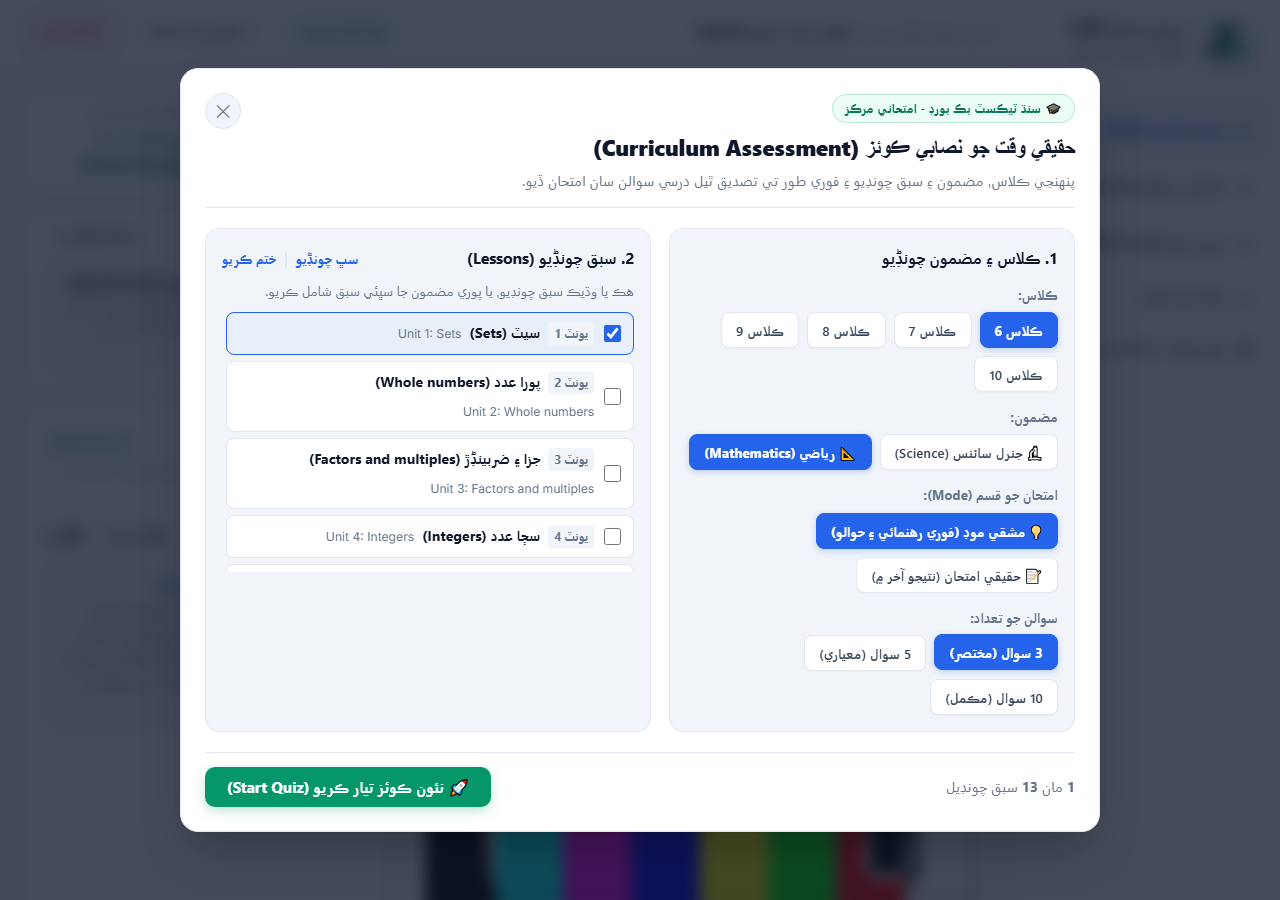 🎓 سنڌ ٽيڪسٽ بڪ بورڊ - امتحاني مرڪز
حقيقي وقت جو نصابي ڪوئز (Curriculum Assessment)
پنهنجي ڪلاس، مضمون ۽ سبق چونڊيو ۽ فوري طور تي تصديق ٿيل درسي سوالن سان امتحان ڏيو.
1. ڪلاس ۽ مضمون چونڊيو
ڪلاس:
ڪلاس 6
ڪلاس 7
ڪلاس 8
ڪلاس 9
ڪلاس 10
مضمون:
🔬 جنرل سائنس (Science)
📐 رياضي (Mathematics)
امتحان جو قسم (Mode):
💡 مشقي موڊ (فوري رهنمائي ۽ حوالو)
📝 حقيقي امتحان (نتيجو آخر ۾)
سوالن جو تعداد:
3 سوال (مختصر)
5 سوال (معياري)
10 سوال (مڪمل)
2. سبق چونڊيو (Lessons)
سڀ چونڊيو
ختم ڪريو
هڪ يا وڌيڪ سبق چونڊيو، يا پوري مضمون جا سڀئي سبق شامل ڪريو.
يونٽ 1 سيٽ (Sets) Unit 1: Sets
يونٽ 2 پورا عدد (Whole numbers)
Unit 2: Whole numbers
يونٽ 3 جزا ۽ ضربيندڙ (Factors and multiples)
Unit 3: Factors and multiples
يونٽ 4 سڄا عدد (Integers) Unit 4: Integers
1 مان 13 سبق چونڊيل
🚀 نئون ڪوئز تيار ڪريو (Start Quiz)